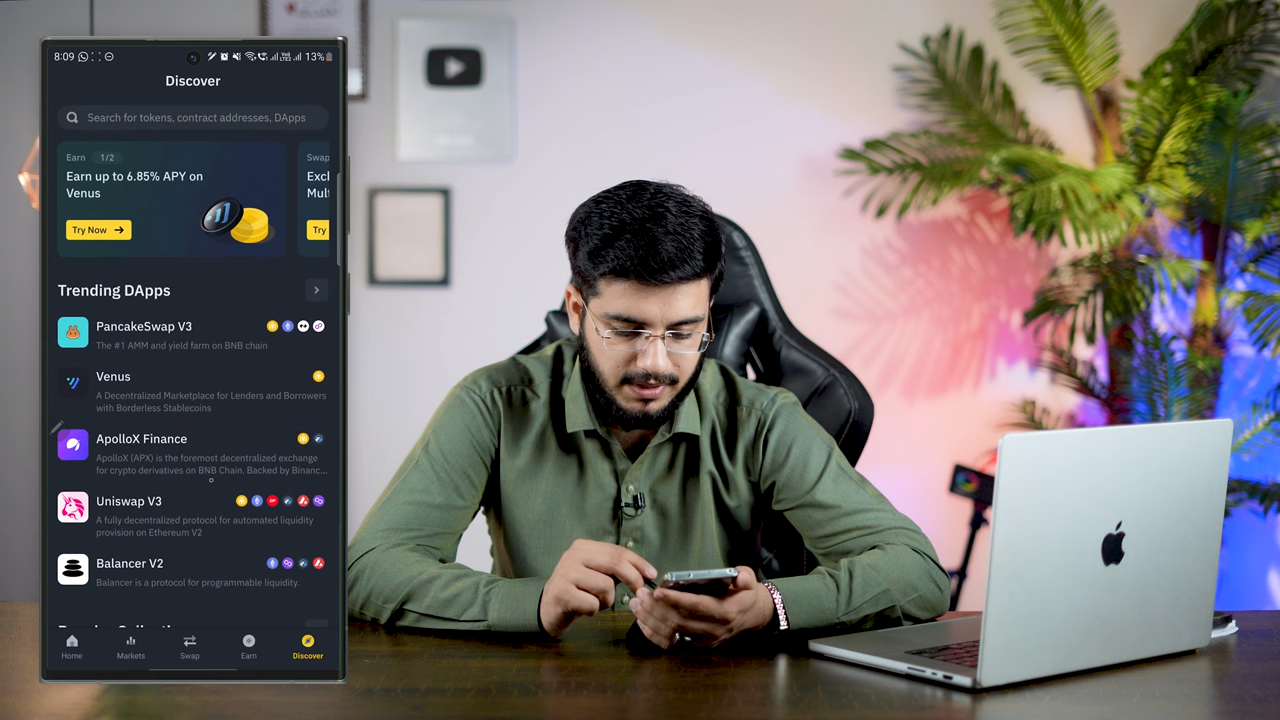 8:09
13%
Discover
Search for tokens, contract addresses, DApps
Earn 1/2
Earn up to 6.85% APY on
Venus
Try Now
Swap
Try
Trending DApps
PancakeSwap V3
The #1 AMM and yield farm on BNB chain
Venus
A Decentralized Marketplace for Lenders and Borrowers
with Borderless Stablecoins
ApolloX Finance
ApolloX (APX) is the foremost decentralized exchange
for crypto derivatives on BNB Chain. Backed by Binanc...
Uniswap V3
A fully decentralized protocol for automated liquidity
provision on Ethereum V2
Balancer V2
Balancer is a protocol for programmable liquidity.
Home
Markets
Swap
Earn
Discover